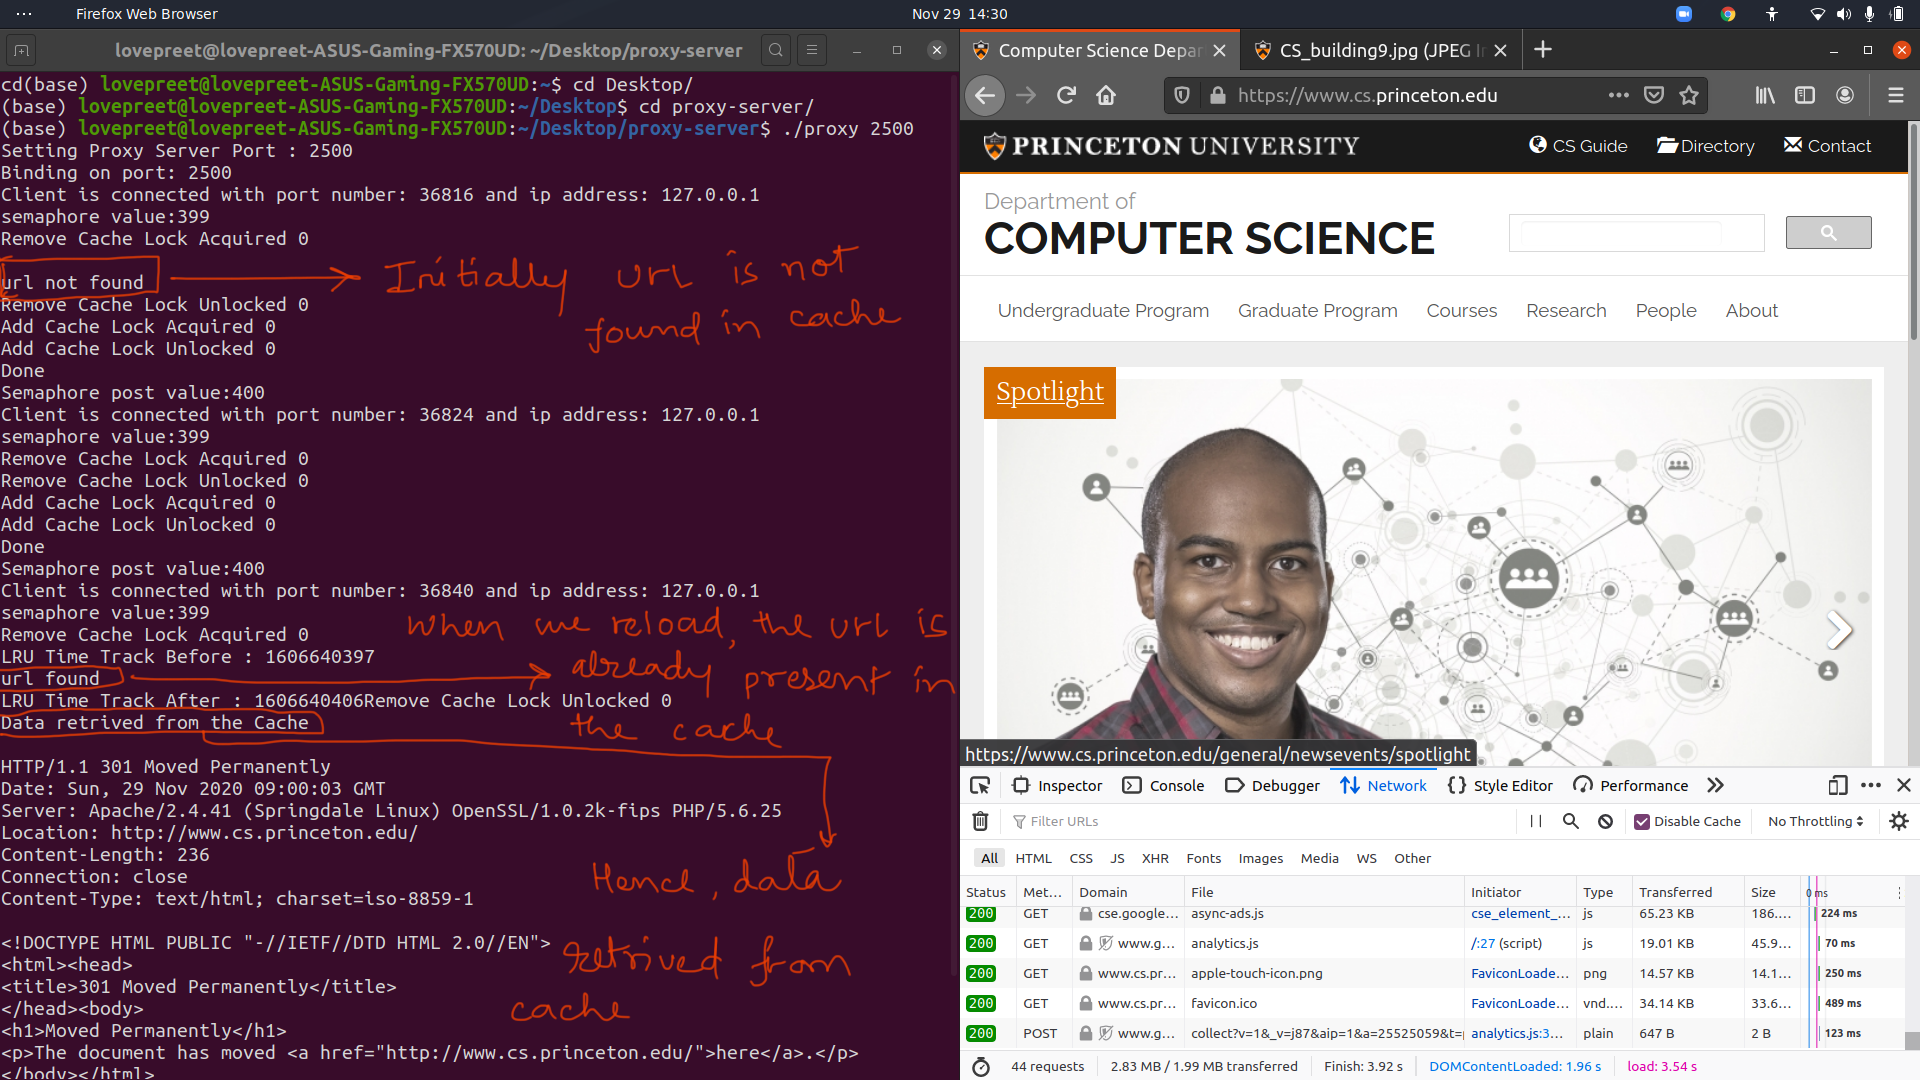 Firefox Web Browser
Nov 29 14:30
lovepreet@lovepreet-ASUS-Gaming-FX570UD: ~/Desktop/proxy-server
cd(base) lovepreet@lovepreet-ASUS-Gaming-FX570UD:~$ cd Desktop/
(base) lovepreet@lovepreet-ASUS-Gaming-FX570UD:~/Desktop$ cd proxy-server/
(base) lovepreet@lovepreet-ASUS-Gaming-FX570UD:~/Desktop/proxy-server$ ./proxy 2500
Setting Proxy Server Port : 2500
Binding on port: 2500
Client is connected with port number: 36816 and ip address: 127.0.0.1
semaphore value:399
Remove Cache Lock Acquired 0
url not found
Initially url is not
found in cache
Remove Cache Lock Unlocked 0
Add Cache Lock Acquired 0
Add Cache Lock Unlocked 0
Done
Semaphore post value:400
Client is connected with port number: 36824 and ip address: 127.0.0.1
semaphore value:399
Remove Cache Lock Acquired 0
Remove Cache Lock Unlocked 0
Add Cache Lock Acquired 0
Add Cache Lock Unlocked 0
Done
Semaphore post value:400
Client is connected with port number: 36840 and ip address: 127.0.0.1
semaphore value:399
Remove Cache Lock Acquired 0
LRU Time Track Before : 1606640397
url found
When we reload, the url is
already present in
the cache
LRU Time Track After : 1606640406Remove Cache Lock Unlocked 0
Data retrived from the Cache
HTTP/1.1 301 Moved Permanently
Date: Sun, 29 Nov 2020 09:00:03 GMT
Server: Apache/2.4.41 (Springdale Linux) OpenSSL/1.0.2k-fips PHP/5.6.25
Location: http://www.cs.princeton.edu/
Content-Length: 236
Connection: close
Content-Type: text/html; charset=iso-8859-1
Hence, data
retrived from
cache
<!DOCTYPE HTML PUBLIC "-//IETF//DTD HTML 2.0//EN">
<html><head>
<title>301 Moved Permanently</title>
</head><body>
<h1>Moved Permanently</h1>
<p>The document has moved <a href="http://www.cs.princeton.edu/">here</a>.</p>
</body></html>
Computer Science Depar
CS_building9.jpg (JPEG I
https://www.cs.princeton.edu
PRINCETON UNIVERSITY
CS Guide Directory Contact
Department of
COMPUTER SCIENCE
Undergraduate Program Graduate Program Courses Research People About
Spotlight
https://www.cs.princeton.edu/general/newsevents/spotlight
Inspector Console Debugger Network Style Editor Performance
Filter URLs Disable Cache No Throttling
All HTML CSS JS XHR Fonts Images Media WS Other
Status Met... Domain File Initiator Type Transferred Size 0 ms
200 GET cse.google... async-ads.js cse_element_... js 65.23 KB 186.... 224 ms
200 GET www.g... analytics.js /:27 (script) js 19.01 KB 45.9... 70 ms
200 GET www.cs.pr... apple-touch-icon.png FaviconLoade... png 14.57 KB 14.1... 250 ms
200 GET www.cs.pr... favicon.ico FaviconLoade... vnd.... 34.14 KB 33.6... 489 ms
200 POST www.g... collect?v=1&_v=j87&aip=1&a=25525059&t= analytics.js:3... plain 647 B 2 B 123 ms
44 requests 2.83 MB / 1.99 MB transferred Finish: 3.92 s DOMContentLoaded: 1.96 s load: 3.54 s